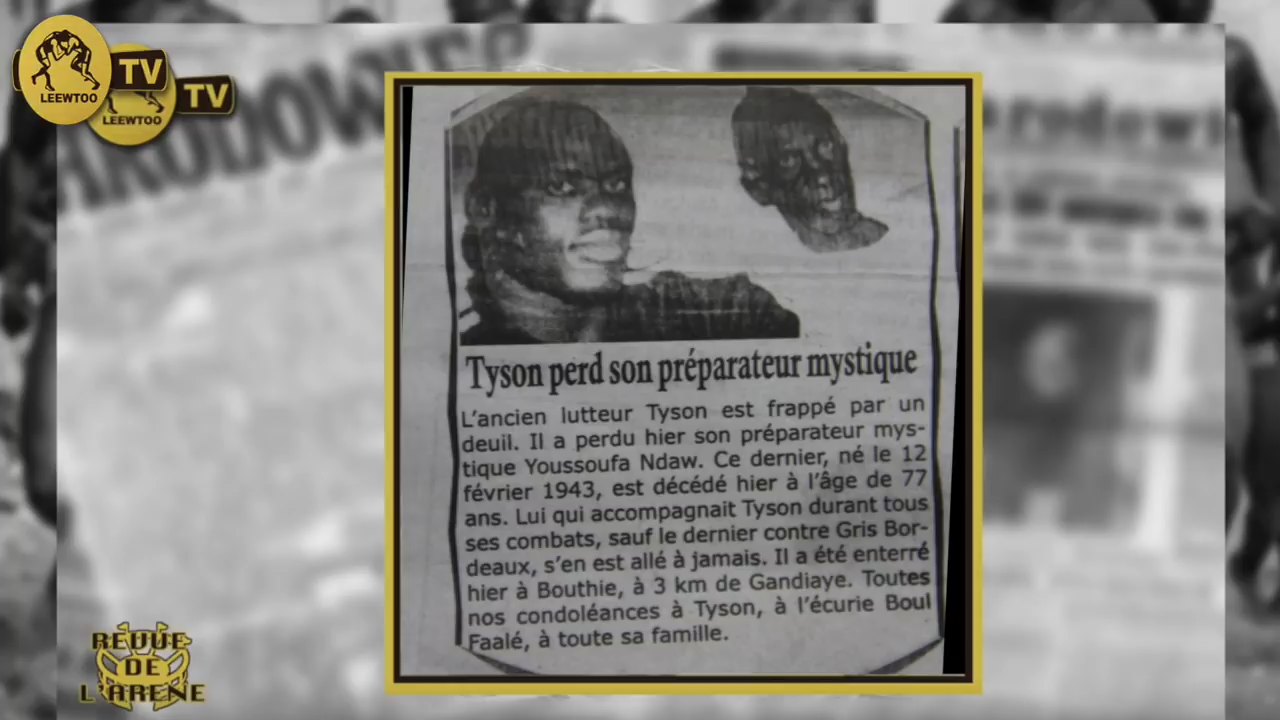 TV
LEEWTOO
TV
LEEWTOO
Tyson perd son préparateur mystique
L'ancien lutteur Tyson est frappé par un
deuil. Il a perdu hier son préparateur mys-
tique Youssoufa Ndaw. Ce dernier, né le 12
février 1943, est décédé hier à l'âge de 77
ans. Lui qui accompagnait Tyson durant tous
ses combats, sauf le dernier contre Gris Bor-
deaux, s'en est allé à jamais. Il a été enterré
hier à Bouthie, à 3 km de Gandiaye. Toutes
nos condoléances à Tyson, à l'écurie Boul
Faalé, à toute sa famille.
REVUE
DE
L'ARENE